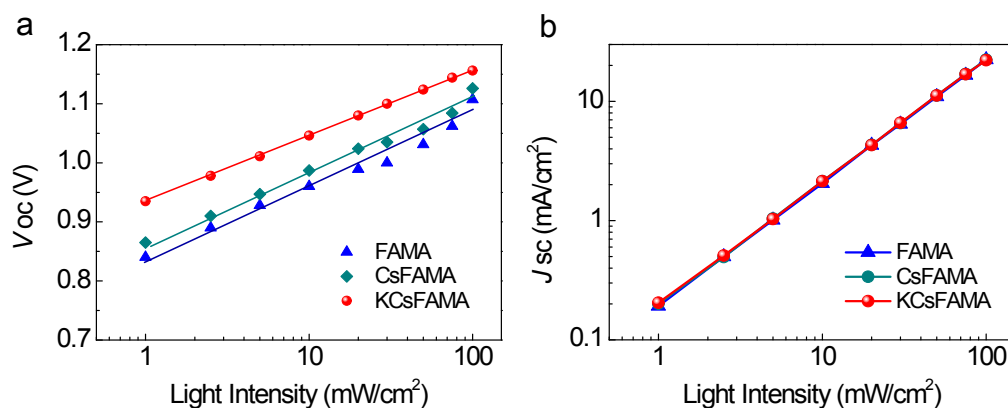 a
1.2
1.1
1.0
0.9
0.8
0.7
Voc (V)
FAMA
CsFAMA
KCsFAMA
1 10 100
Light Intensity (mW/cm²)
b
10
1
0.1
Jsc (mA/cm²)
FAMA
CsFAMA
KCsFAMA
1 10 100
Light Intensity (mW/cm²)